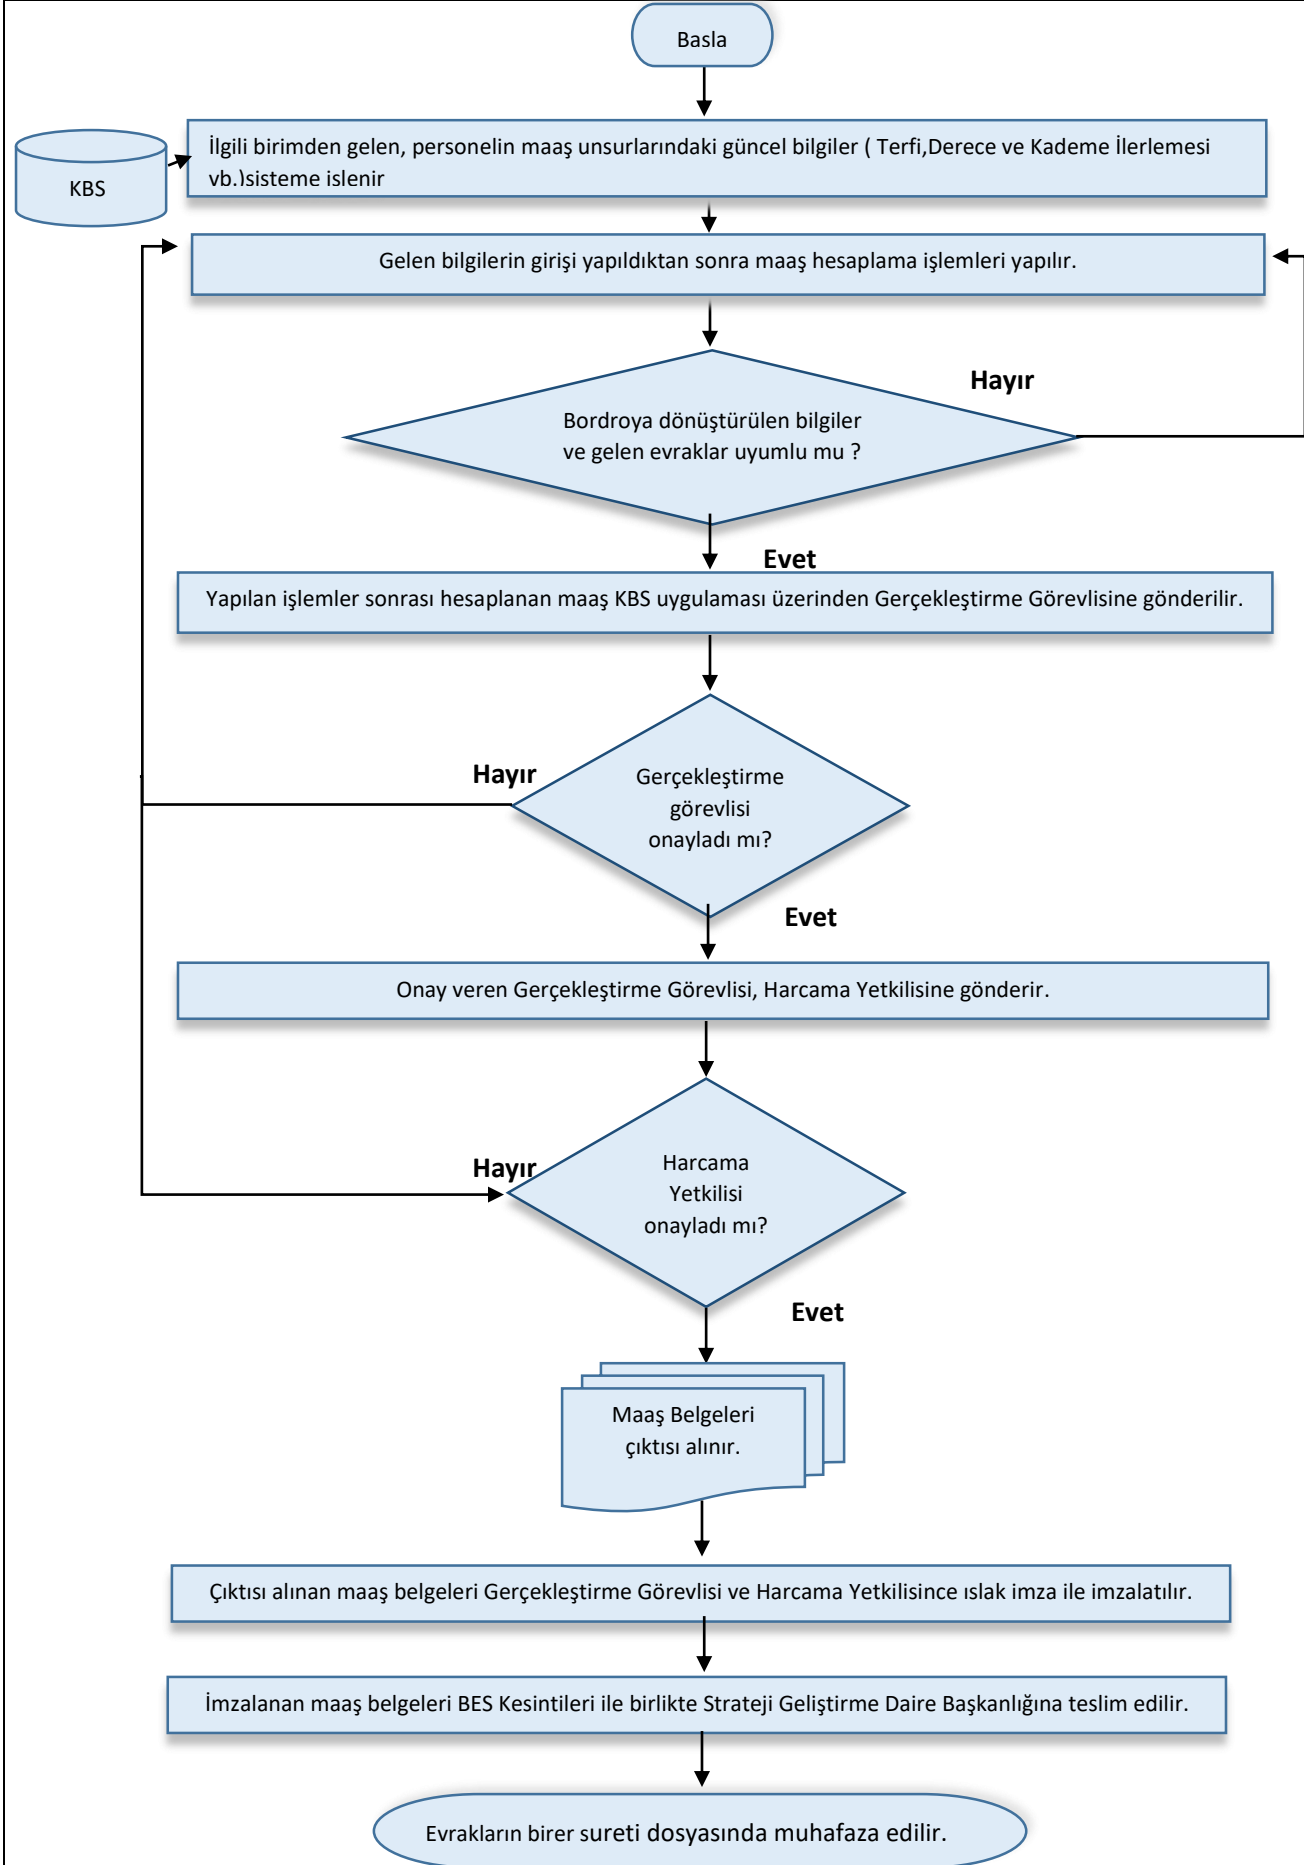 Basla
İlgili birimden gelen, personelin maaş unsurlarındaki güncel bilgiler ( Terfi,Derece ve Kademe İlerlemesi
vb.)sisteme işlenir
KBS
Gelen bilgilerin girişi yapıldıktan sonra maaş hesaplama işlemleri yapılır.
Hayır
Bordroya dönüştürülen bilgiler
ve gelen evraklar uyumlu mu ?
Evet
Yapılan işlemler sonrası hesaplanan maaş KBS uygulaması üzerinden Gerçekleştirme Görevlisine gönderilir.
Hayır
Gerçekleştirme
görevlisi
onayladı mı?
Evet
Onay veren Gerçekleştirme Görevlisi, Harcama Yetkilisine gönderir.
Hayır
Harcama
Yetkilisi
onayladı mı?
Evet
Maaş Belgeleri
çıktısı alınır.
Çıktısı alınan maaş belgeleri Gerçekleştirme Görevlisi ve Harcama Yetkilisince ıslak imza ile imzalatılır.
İmzalanan maaş belgeleri BES Kesintileri ile birlikte Strateji Geliştirme Daire Başkanlığına teslim edilir.
Evrakların birer sureti dosyasında muhafaza edilir.